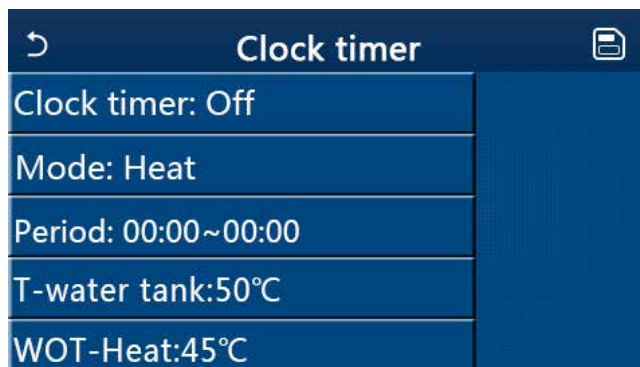 Clock timer
Clock timer: Off
Mode: Heat
Period: 00:00~00:00
T-water tank:50℃
WOT-Heat:45℃